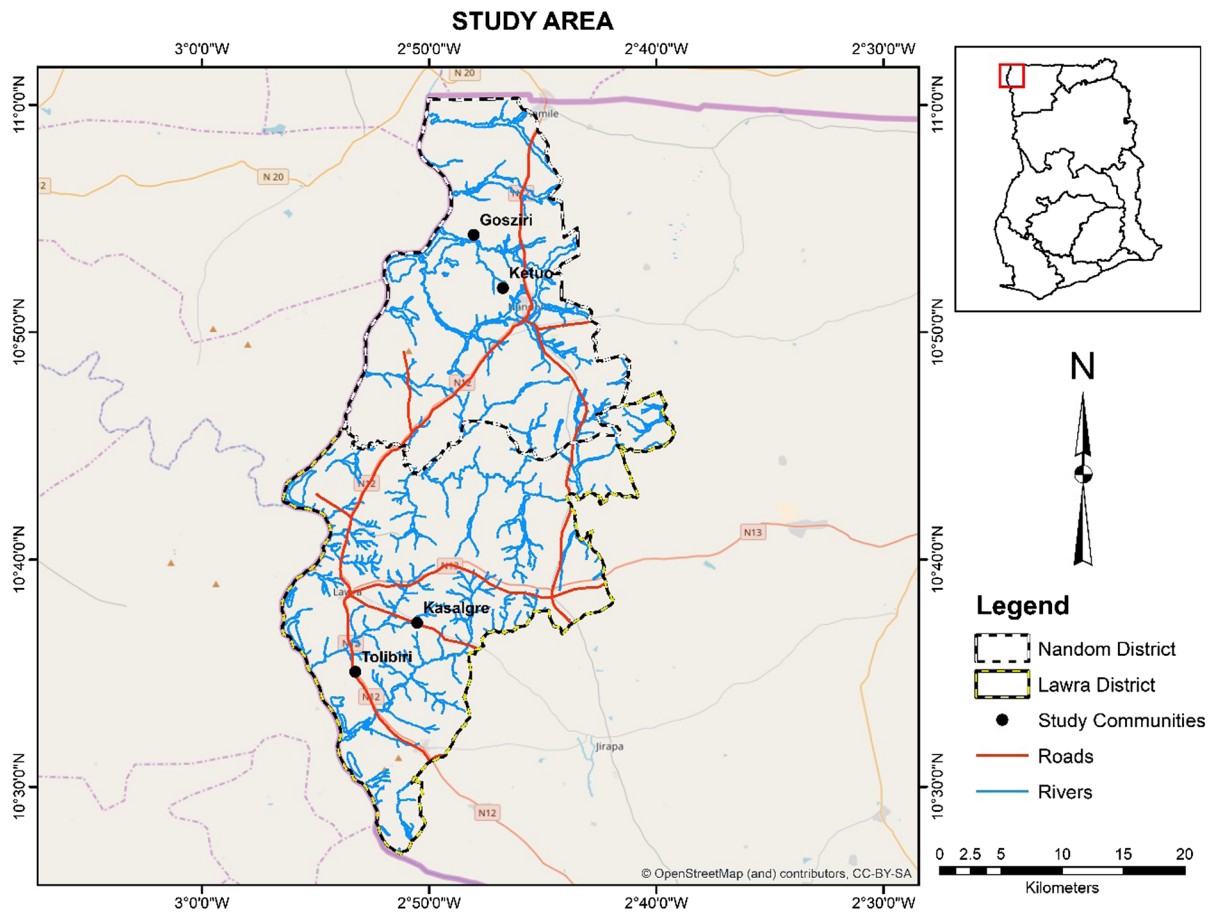 STUDY AREA
3°0'0"W 2°50'0"W 2°40'0"W 2°30'0"W
11°0'0"N
11°0'0"N
N 20
N 20
2
Gosziri
Ketuo
10°50'0"N
10°50'0"N
N12
N12
N13
10°40'0"N
10°40'0"N
Kasalgre
Tolibiri
N12
Jirapa
10°30'0"N
10°30'0"N
N12
© OpenStreetMap (and) contributors, CC-BY-SA
3°0'0"W 2°50'0"W 2°40'0"W 2°30'0"W
N
Legend
Nandom District
Lawra District
Study Communities
Roads
Rivers
0 2.5 5 10 15 20
Kilometers